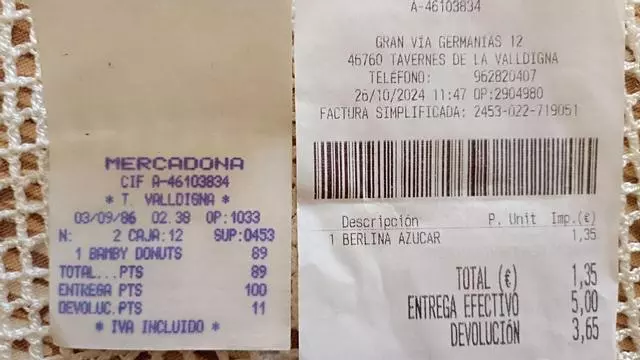 MERCADONA
CIF A-46103834
* T. VALLDIGNA *
03/09/86 02.38 OP:1033
N: 2 CAJA:12 SUP:0453
1 BAMBY DONUTS 89
TOTAL...PTS 89
ENTREGA PTS 100
DEVOLUC.PTS 11
* IVA INCLUIDO *
A-46103834
GRAN VIA GERMANIAS 12
46760 TAVERNES DE LA VALLDIGNA
TELÉFONO: 962820407
26/10/2024 11:47 OP:2904980
FACTURA SIMPLIFICADA: 2453-022-719051
Descripción P. Unit Imp.(€)
1 BERLINA AZUCAR 1,35
TOTAL (€) 1,35
ENTREGA EFECTIVO 5,00
DEVOLUCIÓN 3,65